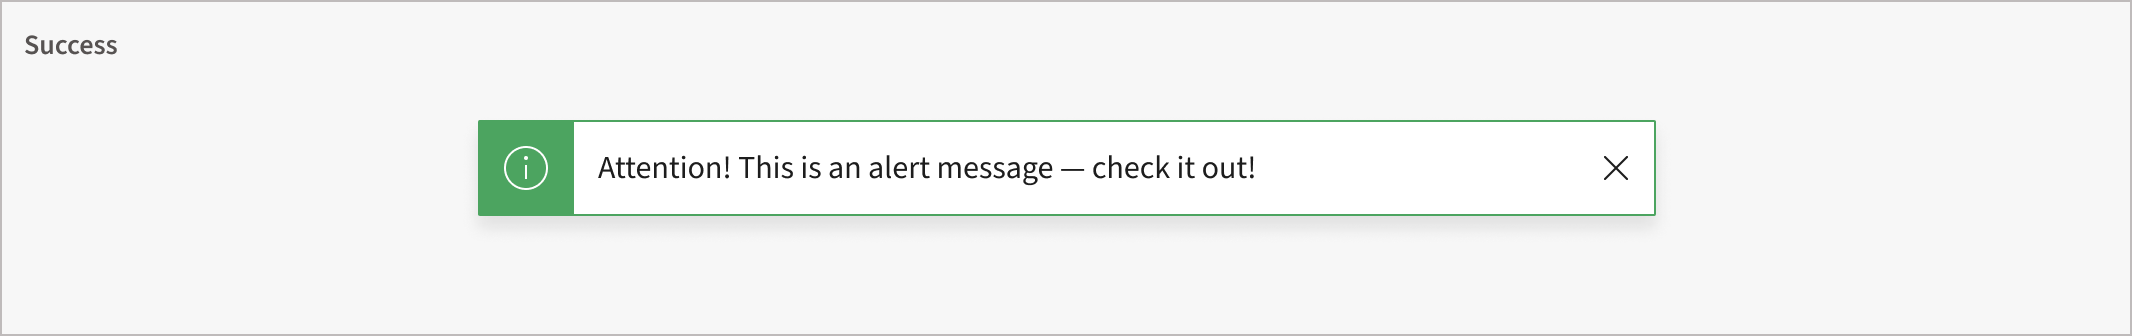 Success
Attention! This is an alert message — check it out!